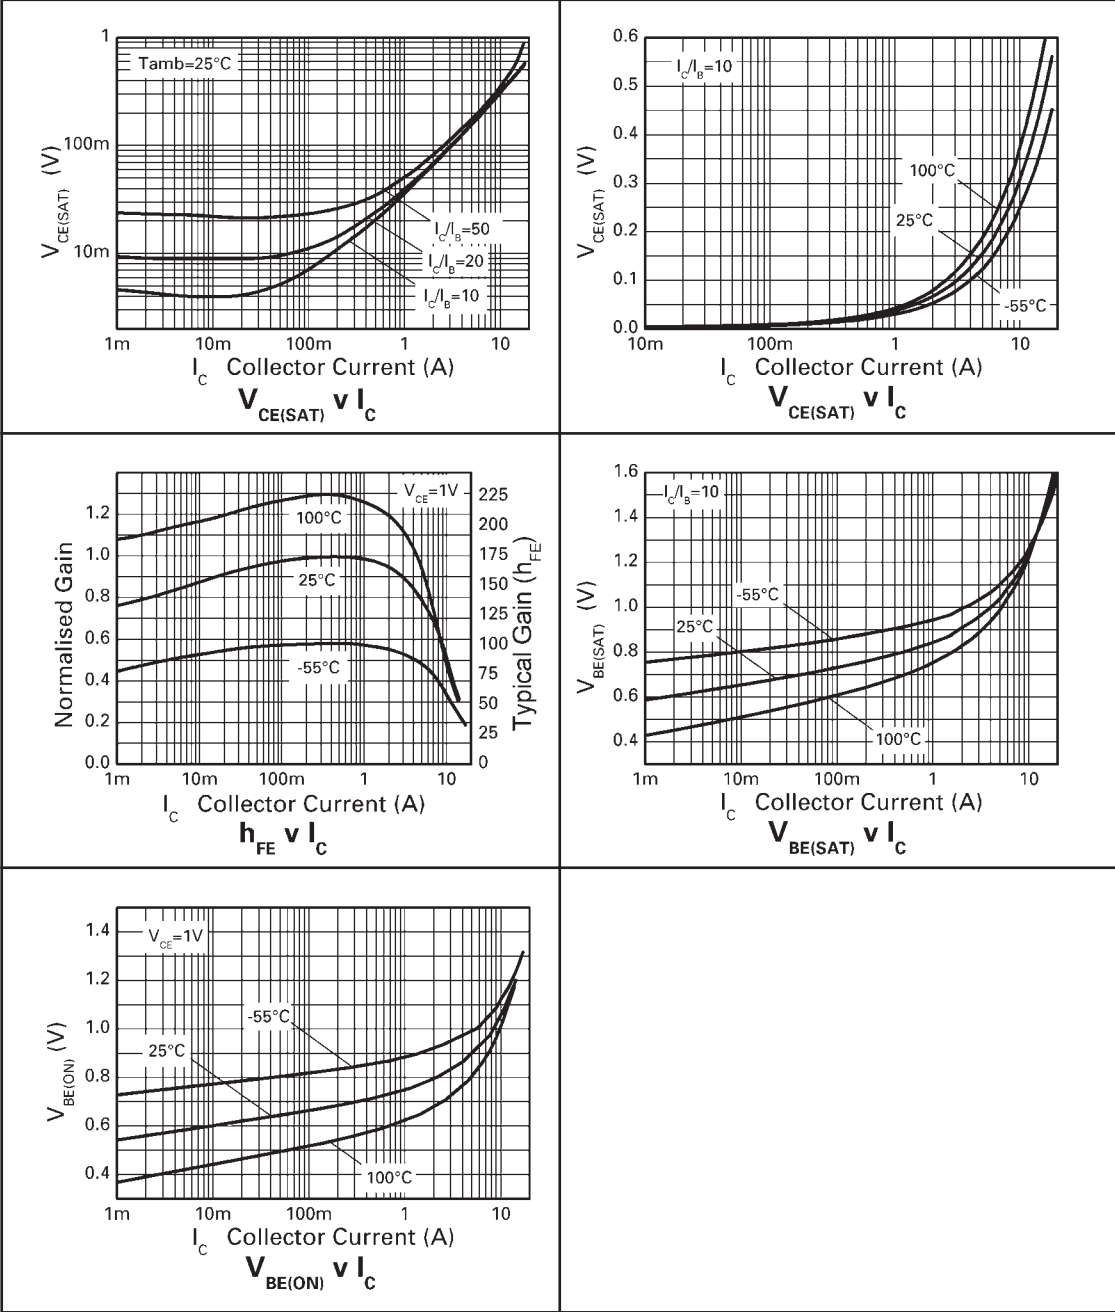 1
100m
10m
V_CE(SAT) (V)
Tamb=25°C
I_C/I_B=50
I_C/I_B=20
I_C/I_B=10
1m 10m 100m 1 10
I_C Collector Current (A)
V_CE(SAT) v I_C
0.6
0.5
0.4
0.3
0.2
0.1
0.0
V_CE(SAT) (V)
I_C/I_B=10
100°C
25°C
-55°C
10m 100m 1 10
I_C Collector Current (A)
V_CE(SAT) v I_C
1.2
1.0
0.8
0.6
0.4
0.2
0.0
Normalised Gain
V_CE=1V
100°C
25°C
-55°C
225
200
175
150
125
100
75
50
25
0
Typical Gain (h_FE)
1m 10m 100m 1 10
I_C Collector Current (A)
h_FE v I_C
1.6
1.4
1.2
1.0
0.8
0.6
0.4
V_BE(SAT) (V)
I_C/I_B=10
-55°C
25°C
100°C
1m 10m 100m 1 10
I_C Collector Current (A)
V_BE(SAT) v I_C
1.4
1.2
1.0
0.8
0.6
0.4
V_BE(ON) (V)
V_CE=1V
-55°C
25°C
100°C
1m 10m 100m 1 10
I_C Collector Current (A)
V_BE(ON) v I_C